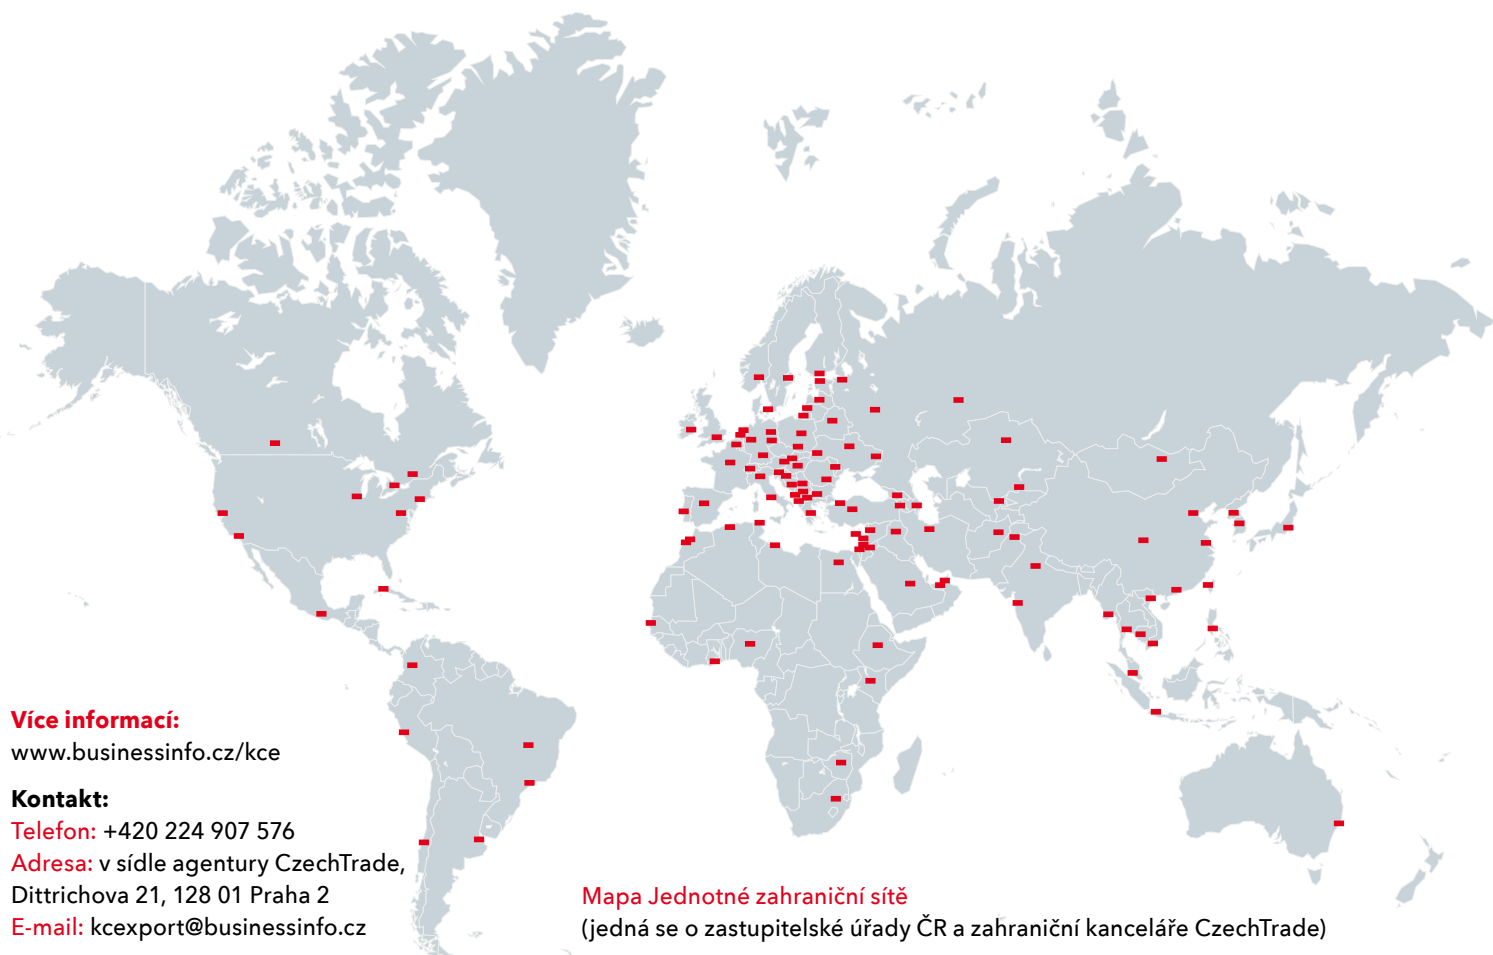 Více informací:
www.businessinfo.cz/kce
Kontakt:
Telefon: +420 224 907 576
Adresa: v sídle agentury CzechTrade,
Dittrichova 21, 128 01 Praha 2
E-mail: kcexport@businessinfo.cz
Mapa Jednotné zahraniční sítě
(jedná se o zastupitelské úřady ČR a zahraniční kanceláře CzechTrade)